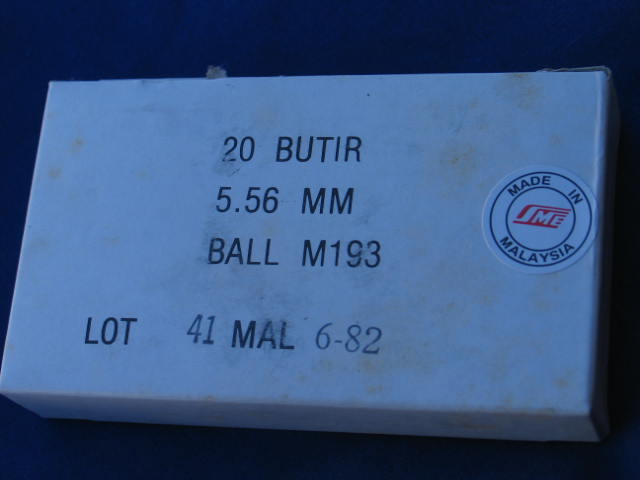 20 BUTIR
5.56 MM
BALL M193
LOT 41 MAL 6-82
MADE IN
SME
MALAYSIA